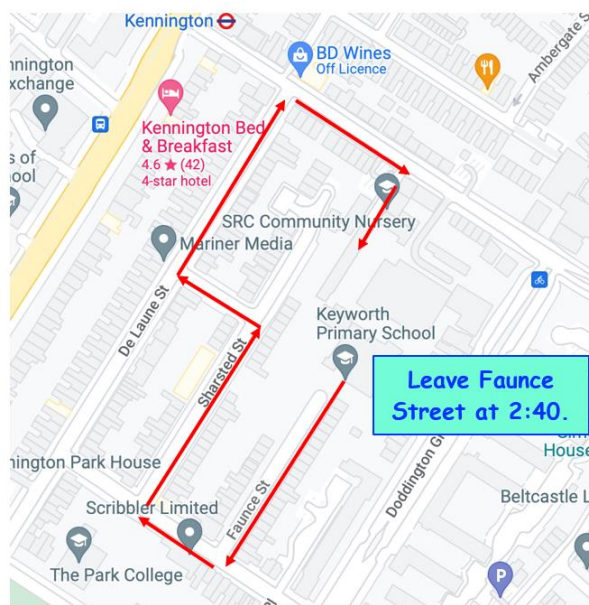 Kennington
Ambergate S
nnington
xchange
BD Wines
Off Licence
Kennington Bed
& Breakfast
4.6 ★ (42)
4-star hotel
s of
ool
SRC Community Nursery
Mariner Media
De Laune St
Keyworth
Primary School
Sharsted St
Leave Faunce
Street at 2:40.
House
Doddington G
nnington Park House
Faunce St
Beltcastle L
Scribbler Limited
The Park College
P